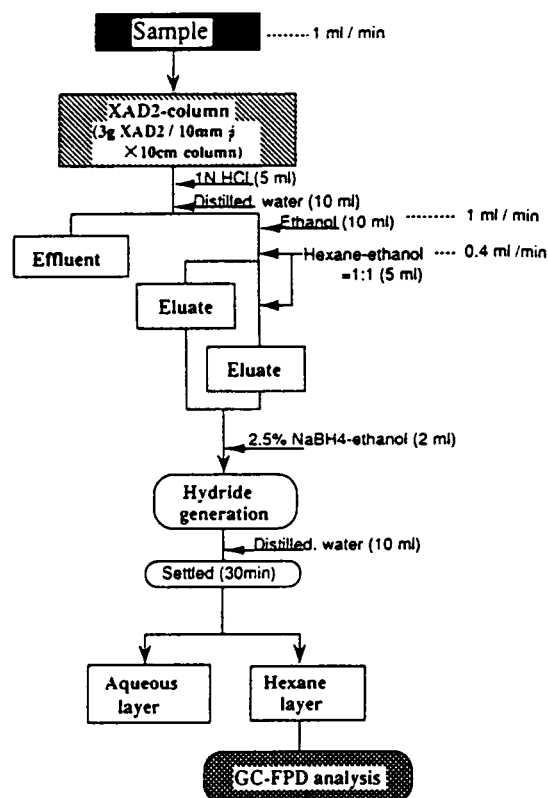 Sample
1 ml / min
XAD2-column
(3g XAD2 / 10mm
×10cm column)
1N HCl (5 ml)
Distilled. water (10 ml)
Ethanol (10 ml)
1 ml / min
Effluent
Hexane-ethanol
0.4 ml /min
=1:1 (5 ml)
Eluate
Eluate
2.5% NaBH4-ethanol (2 ml)
Hydride
generation
Distilled. water (10 ml)
Settled (30min)
Aqueous
layer
Hexane
layer
GC-FPD analysis